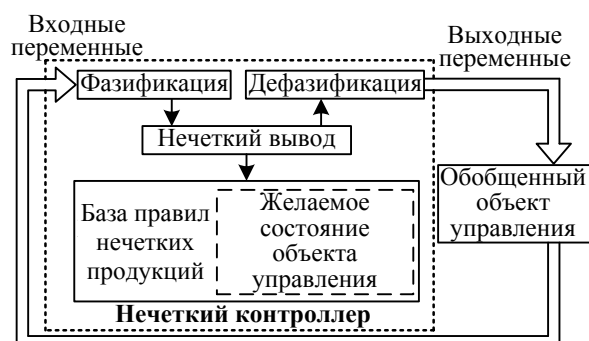 Входные
переменные
Выходные
переменные
Фазификация
Дефазификация
Нечеткий вывод
База правил
нечетких
продукций
Желаемое
состояние
объекта
управления
Обобщенный
объект
управления
Нечеткий контроллер